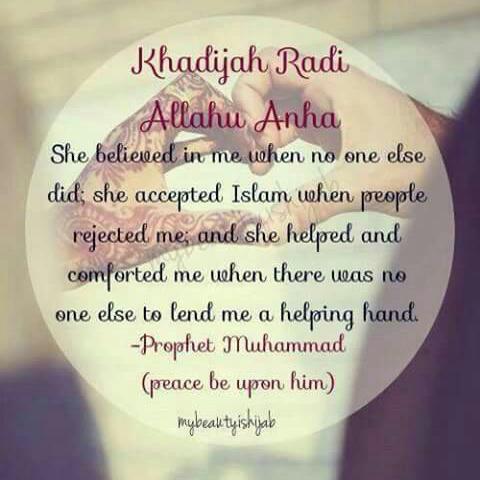 Khadijah Radi
Allahu Anha
She believed in me when no one else
did; she accepted Islam when people
rejected me; and she helped and
comforted me when there was no
one else to lend me a helping hand.
-Prophet Muhammad
(peace be upon him)
mybeautyishijab